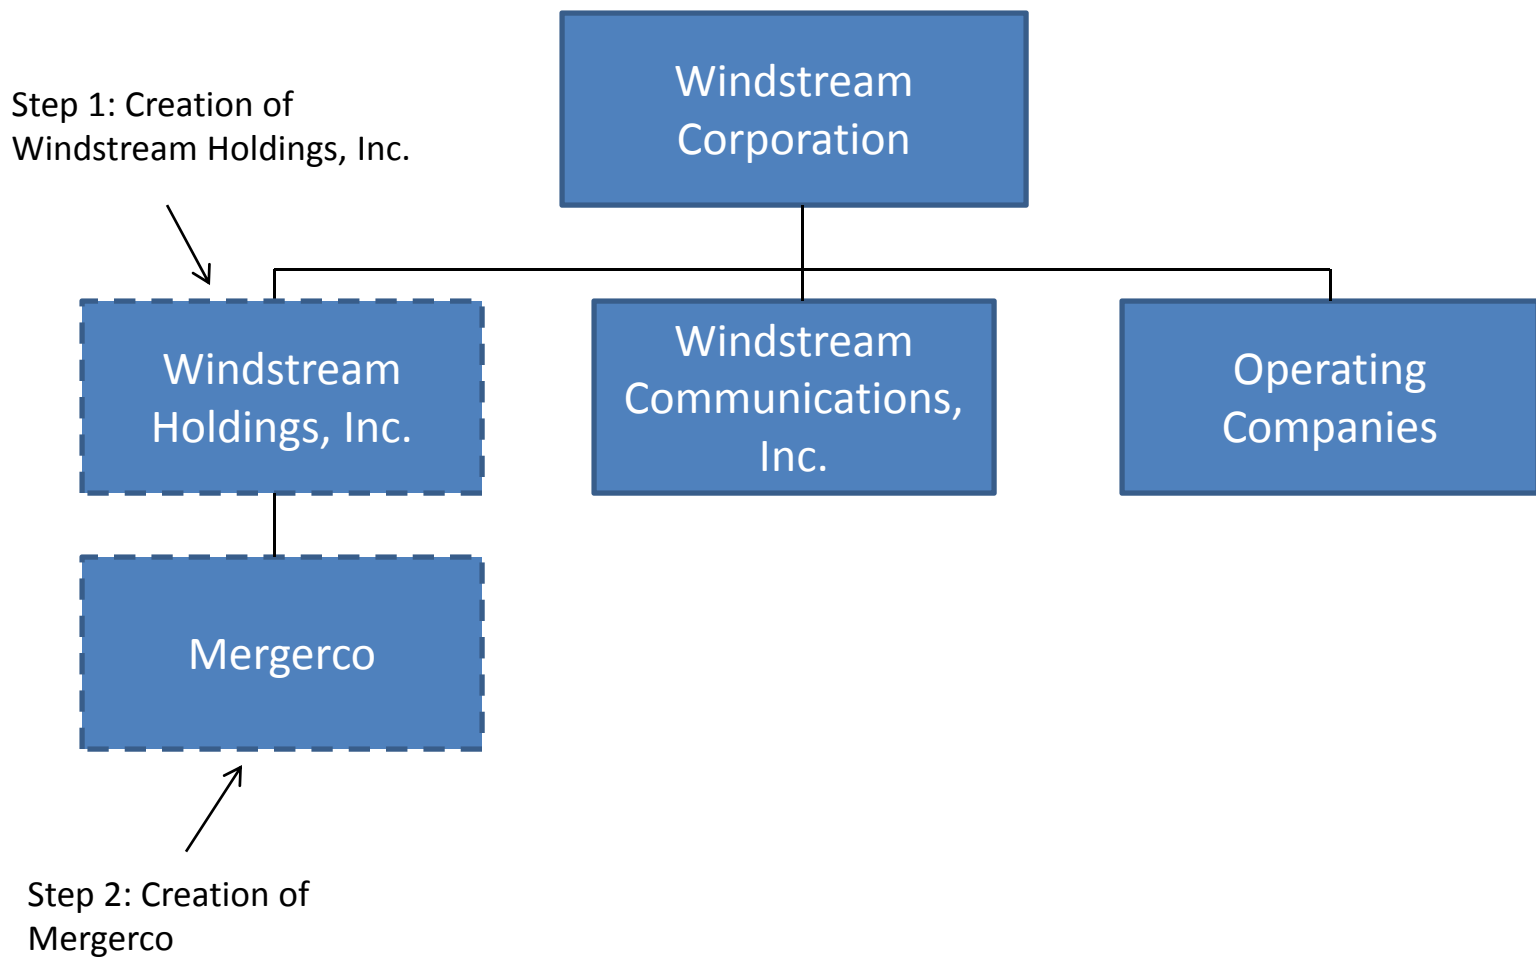 Windstream
Corporation
Step 1: Creation of
Windstream Holdings, Inc.
Windstream
Holdings, Inc.
Windstream
Communications,
Inc.
Operating
Companies
Mergerco
Step 2: Creation of
Mergerco